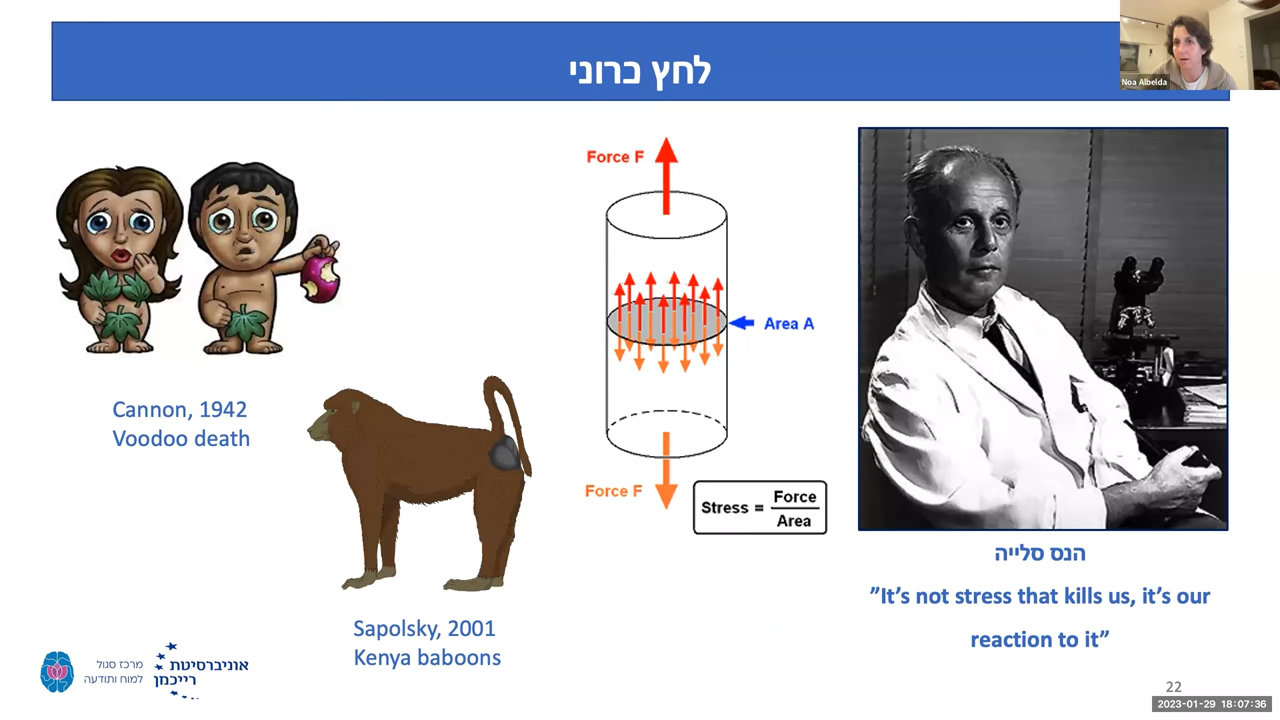 לחץ כרוני
Noa Albelda
Force F
Area A
Force F
Stress = Force
Area
Cannon, 1942
Voodoo death
Sapolsky, 2001
Kenya baboons
הנס סלייה
”It’s not stress that kills us, it’s our
reaction to it”
מרכז סגול
למוח ותודעה
אוניברסיטת
רייכמן
22
2023-01-29 18:07:36